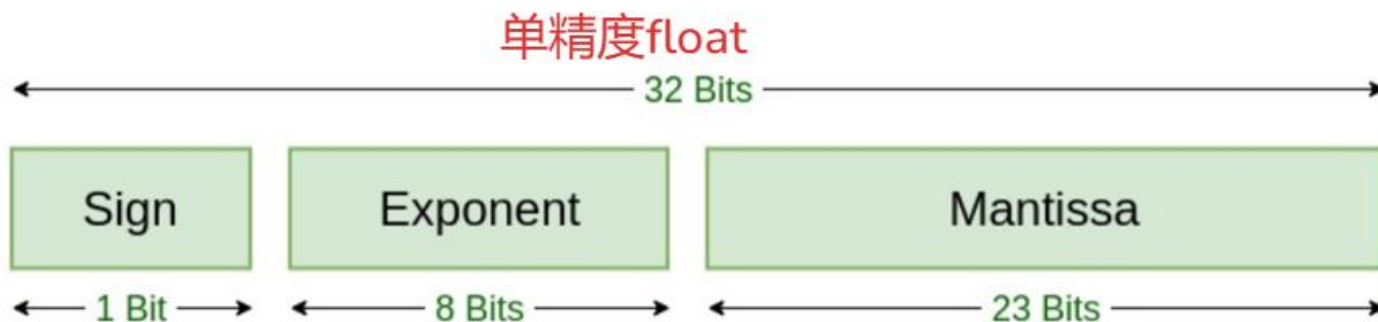 单精度float
32 Bits
Sign Exponent Mantissa
1 Bit 8 Bits 23 Bits